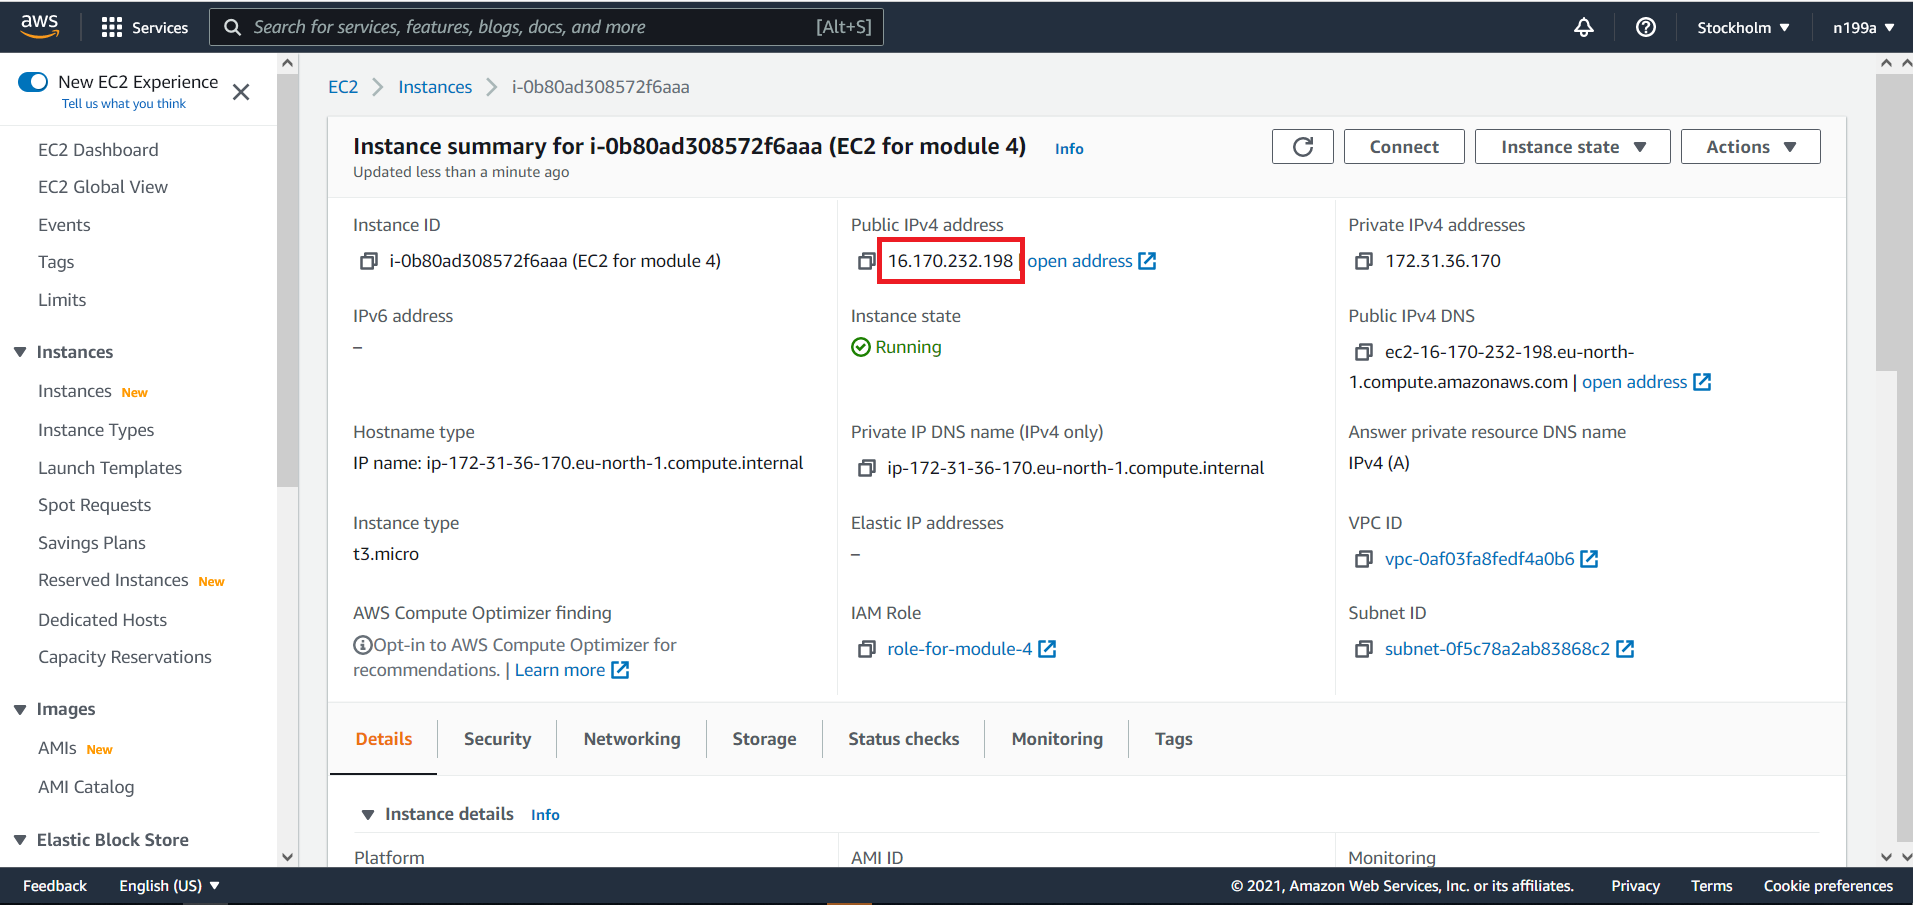 aws
Services
Search for services, features, blogs, docs, and more
[Alt+S]
Stockholm
n199a
New EC2 Experience
Tell us what you think
EC2 Dashboard
EC2 Global View
Events
Tags
Limits
Instances
Instances New
Instance Types
Launch Templates
Spot Requests
Savings Plans
Reserved Instances New
Dedicated Hosts
Capacity Reservations
Images
AMIs New
AMI Catalog
Elastic Block Store
EC2 > Instances > i-0b80ad308572f6aaa
Instance summary for i-0b80ad308572f6aaa (EC2 for module 4) Info
Updated less than a minute ago
Connect
Instance state
Actions
Instance ID
i-0b80ad308572f6aaa (EC2 for module 4)
Public IPv4 address
16.170.232.198 | open address
Private IPv4 addresses
172.31.36.170
IPv6 address
–
Instance state
Running
Public IPv4 DNS
ec2-16-170-232-198.eu-north-
1.compute.amazonaws.com | open address
Hostname type
IP name: ip-172-31-36-170.eu-north-1.compute.internal
Private IP DNS name (IPv4 only)
ip-172-31-36-170.eu-north-1.compute.internal
Answer private resource DNS name
IPv4 (A)
Instance type
t3.micro
Elastic IP addresses
–
VPC ID
vpc-0af03fa8fedf4a0b6
AWS Compute Optimizer finding
Opt-in to AWS Compute Optimizer for
recommendations. | Learn more
IAM Role
role-for-module-4
Subnet ID
subnet-0f5c78a2ab83868c2
Details
Security
Networking
Storage
Status checks
Monitoring
Tags
Instance details Info
Platform
AMI ID
Monitoring
Feedback
English (US)
© 2021, Amazon Web Services, Inc. or its affiliates.
Privacy
Terms
Cookie preferences